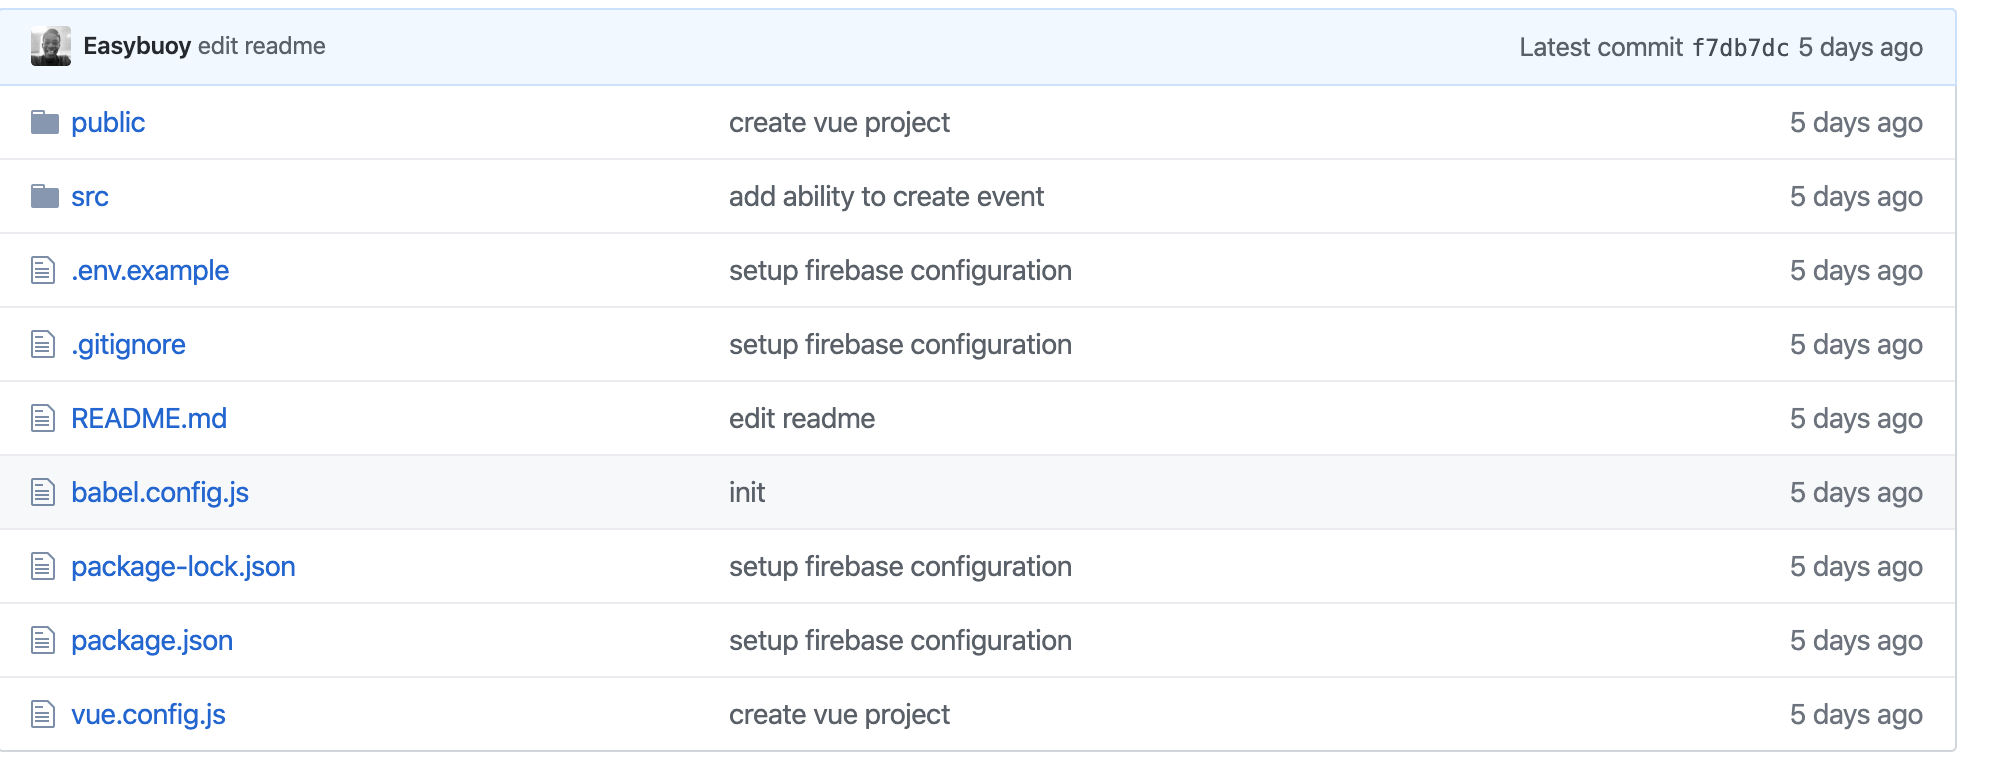 Easybuoy edit readme Latest commit f7db7dc 5 days ago
public create vue project 5 days ago
src add ability to create event 5 days ago
.env.example setup firebase configuration 5 days ago
.gitignore setup firebase configuration 5 days ago
README.md edit readme 5 days ago
babel.config.js init 5 days ago
package-lock.json setup firebase configuration 5 days ago
package.json setup firebase configuration 5 days ago
vue.config.js create vue project 5 days ago